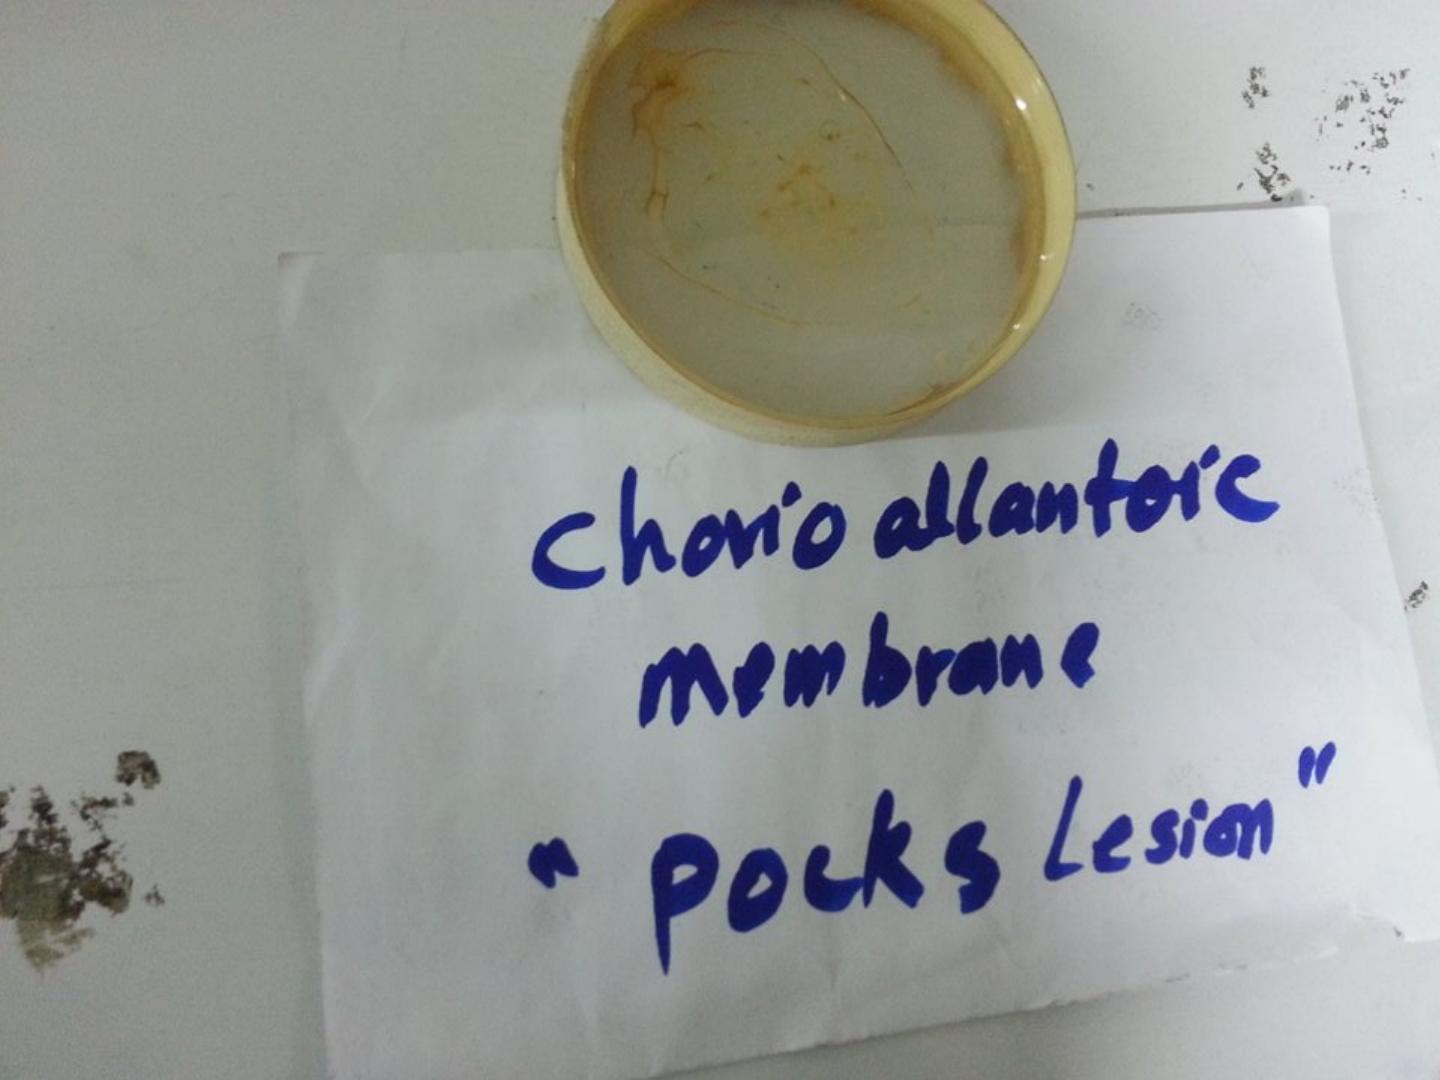 chorio allantoic
membrane
" pocks Lesion "